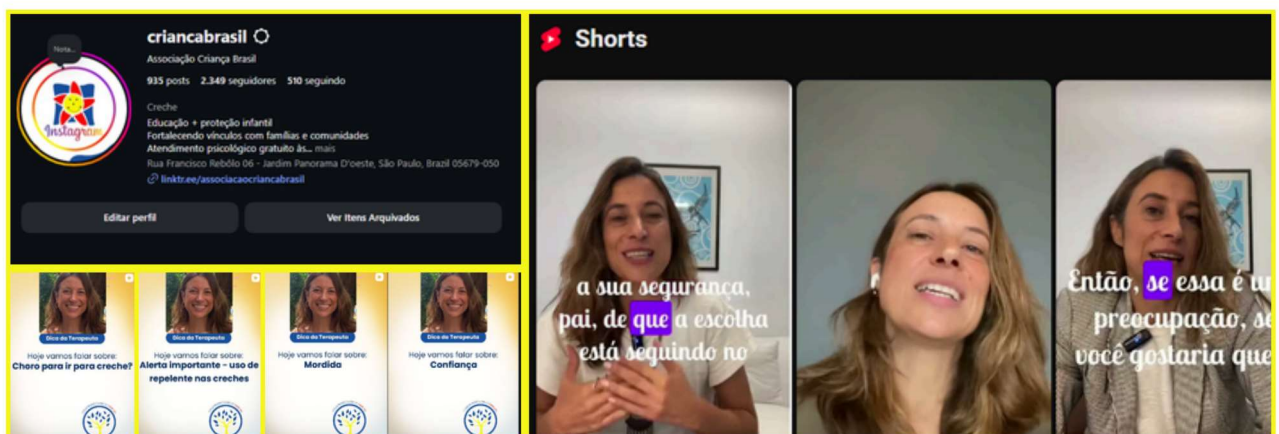 Nota...
criancabrasil
Associação Criança Brasil
935 posts 2.349 seguidores 510 seguindo
Creche
Educação + proteção infantil
Fortalecendo vínculos com famílias e comunidades
Atendimento psicológico gratuito às... mais
Rua Francisco Rebôlo 06 - Jardim Panorama D'oeste, São Paulo, Brazil 05679-050
linktr.ee/associacaocriancabrasil
Instagram
Editar perfil
Ver Itens Arquivados
Dica da Terapeuta
Hoje vamos falar sobre:
Choro para ir para creche?
Dica da Terapeuta
Hoje vamos falar sobre:
Alerta importante - uso de
repelente nas creches
Dica da Terapeuta
Hoje vamos falar sobre:
Mordida
Dica da Terapeuta
Hoje vamos falar sobre:
Confiança
Shorts
a sua segurança,
pai, de que a escolha
está seguindo no
Então, se essa é um
preocupação, se
você gostaria que